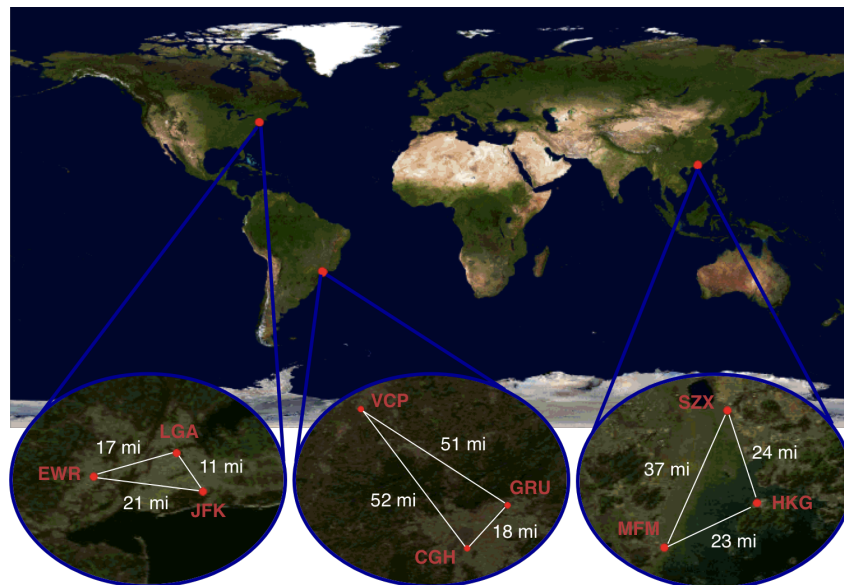 LGA
17 mi
11 mi
EWR
21 mi
JFK
VCP
51 mi
52 mi
GRU
18 mi
CGH
SZX
24 mi
37 mi
HKG
MFM
23 mi